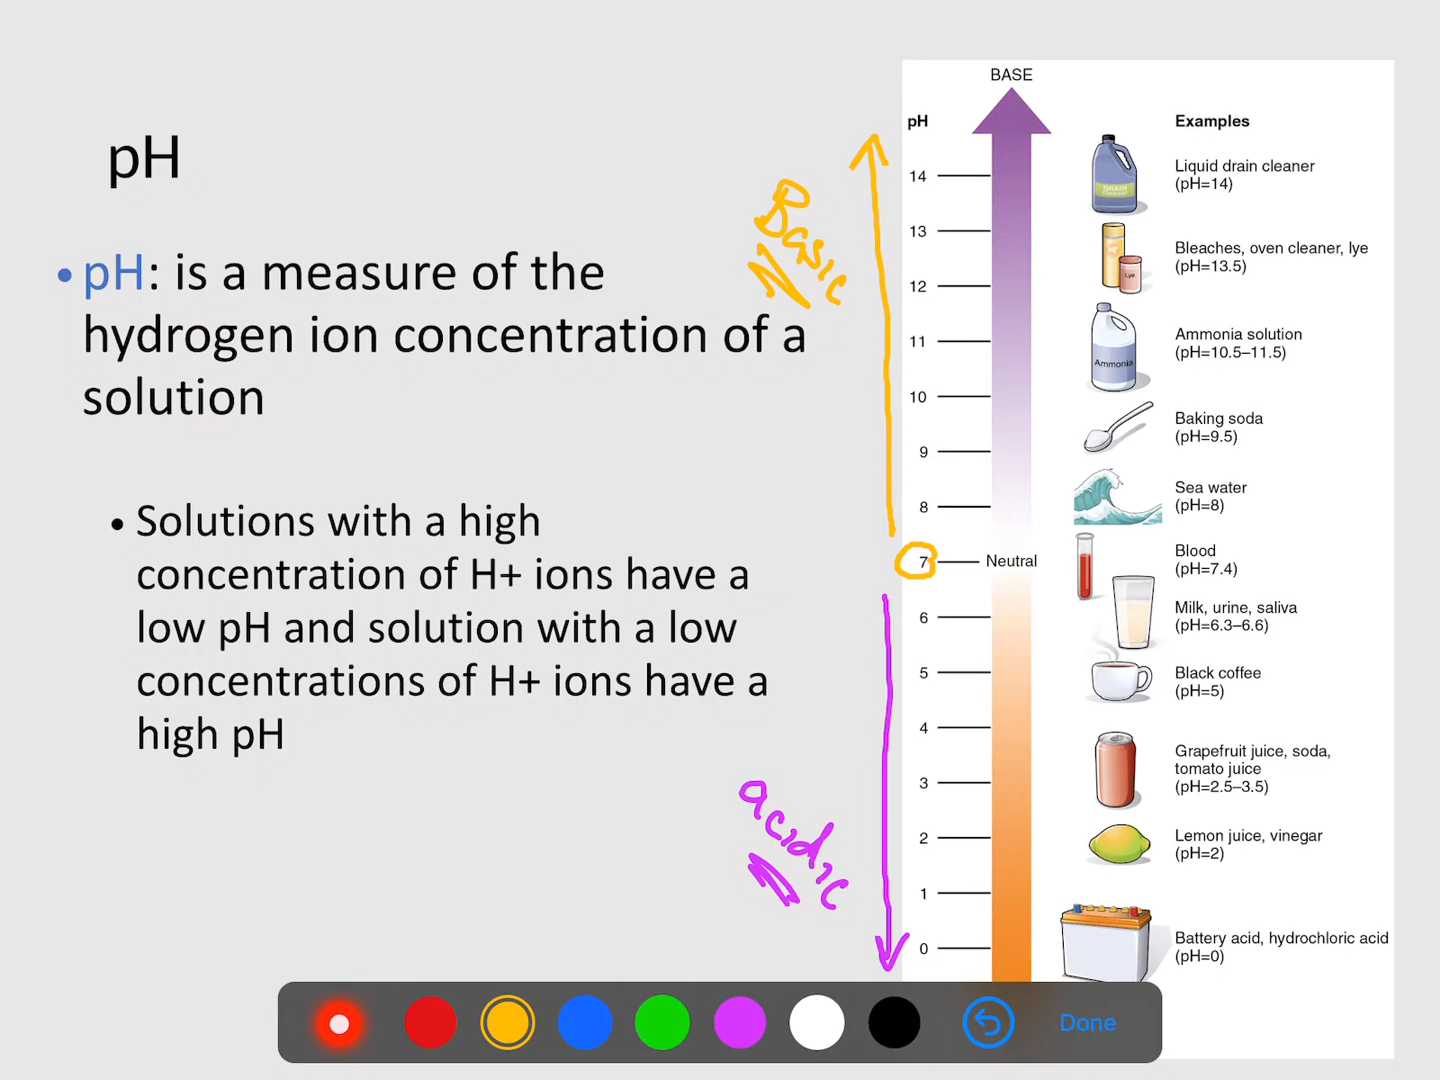 pH
• pH: is a measure of the
hydrogen ion concentration of a
solution
• Solutions with a high
concentration of H+ ions have a
low pH and solution with a low
concentrations of H+ ions have a
high pH
Basic
acidic
BASE
pH
Examples
14
Liquid drain cleaner
(pH=14)
DRAIN
CLEANER
13
Bleaches, oven cleaner, lye
(pH=13.5)
Lye
12
11
Ammonia solution
(pH=10.5–11.5)
Ammonia
10
Baking soda
(pH=9.5)
9
8
Sea water
(pH=8)
7
Neutral
Blood
(pH=7.4)
6
Milk, urine, saliva
(pH=6.3–6.6)
5
Black coffee
(pH=5)
4
3
Grapefruit juice, soda,
tomato juice
(pH=2.5–3.5)
2
Lemon juice, vinegar
(pH=2)
1
0
Battery acid, hydrochloric acid
(pH=0)
Done